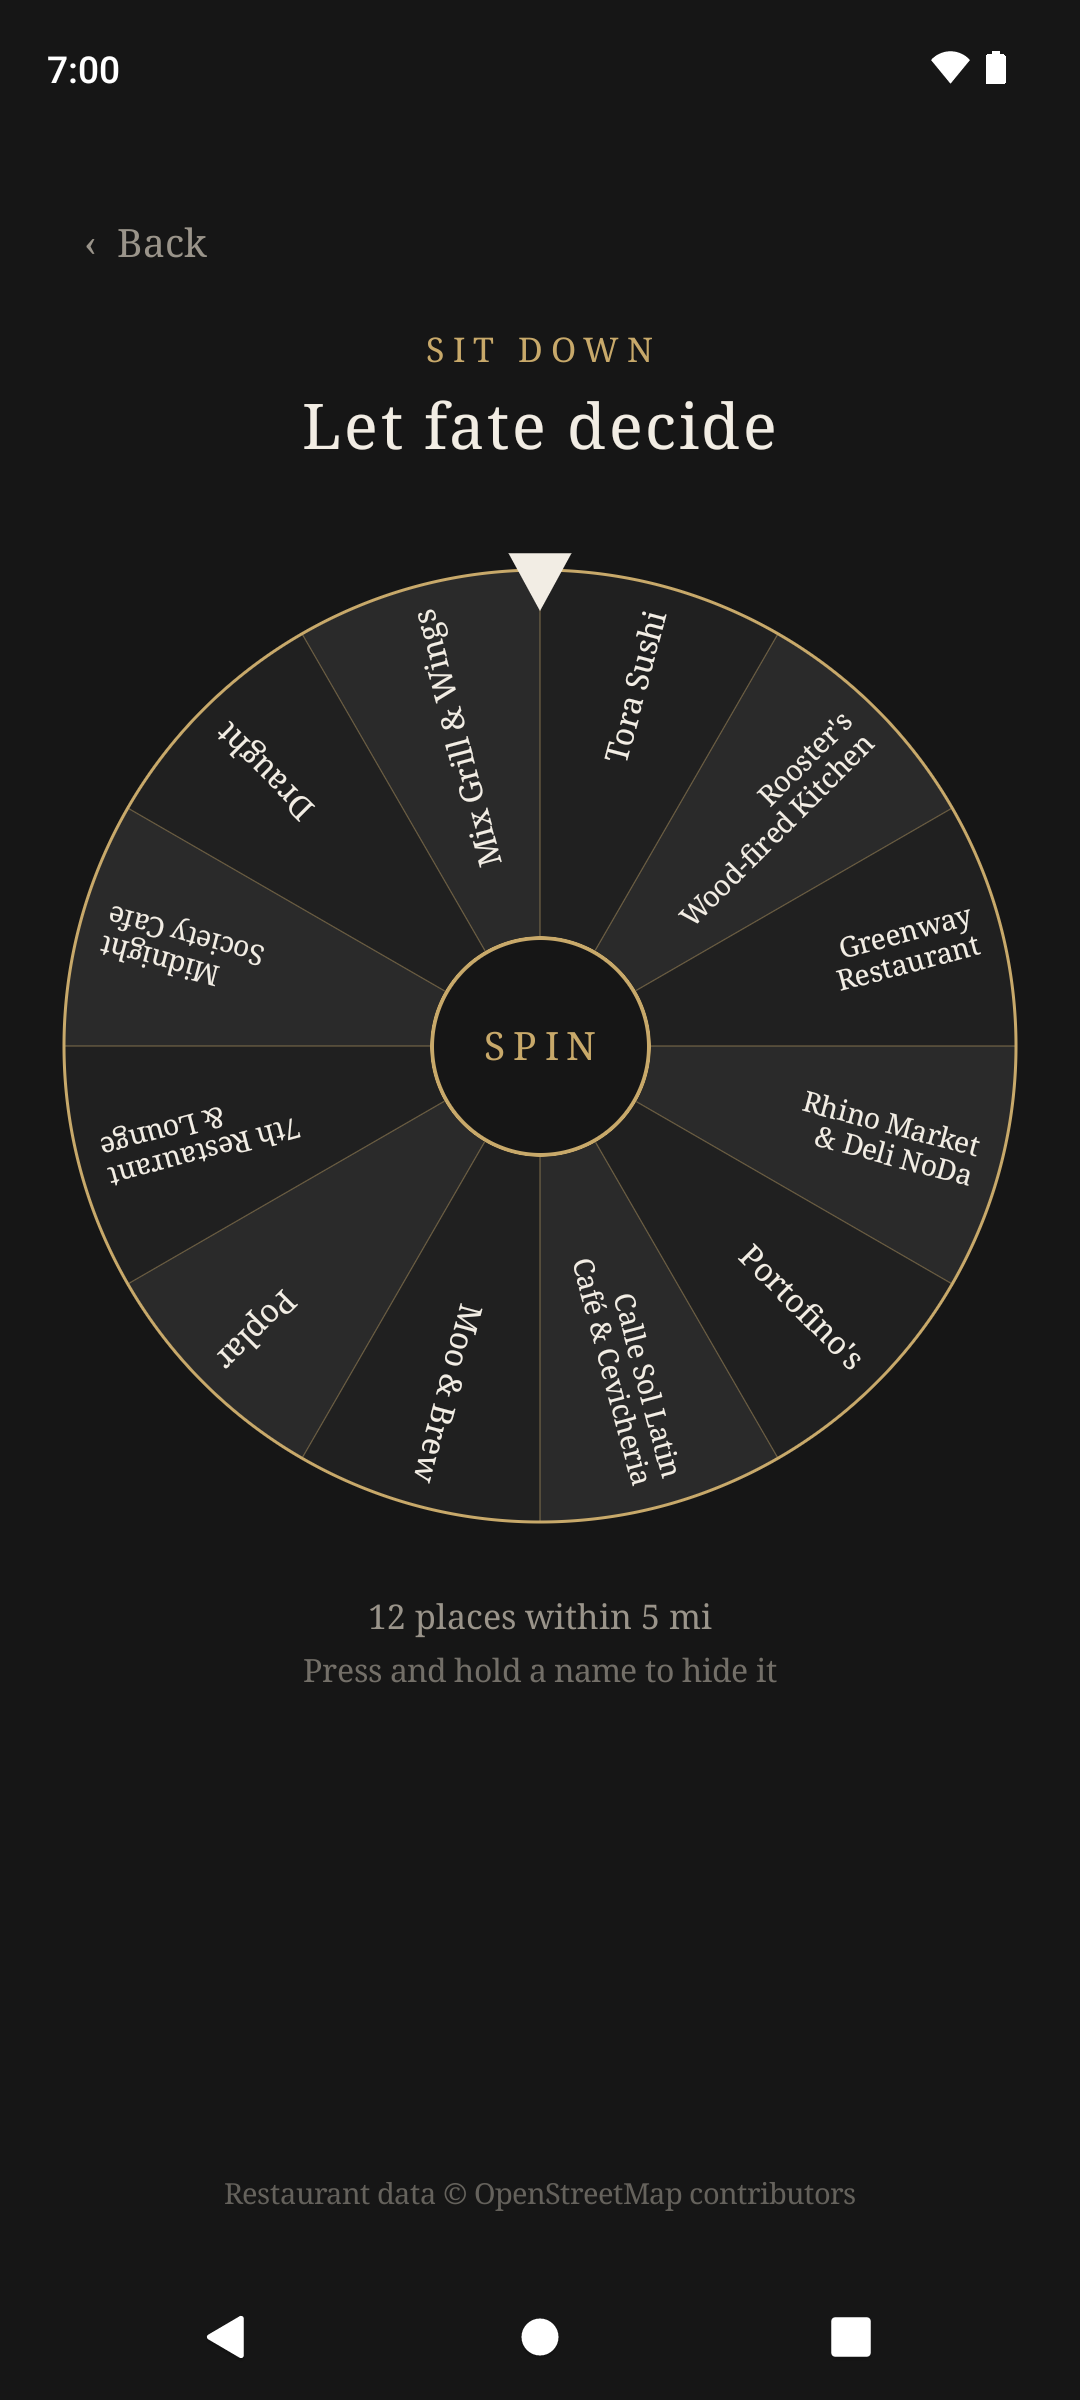 7:00
‹ Back
SIT DOWN
Let fate decide
Tora Sushi
Rooster's
Wood-fired Kitchen
Greenway
Restaurant
Rhino Market
& Deli NoDa
Portofino's
Calle Sol Latin
Café & Cevicheria
Moo & Brew
Poplar
7th Restaurant
& Lounge
Midnight
Society Cafe
Draught
Mix Grill & Wings
SPIN
12 places within 5 mi
Press and hold a name to hide it
Restaurant data © OpenStreetMap contributors